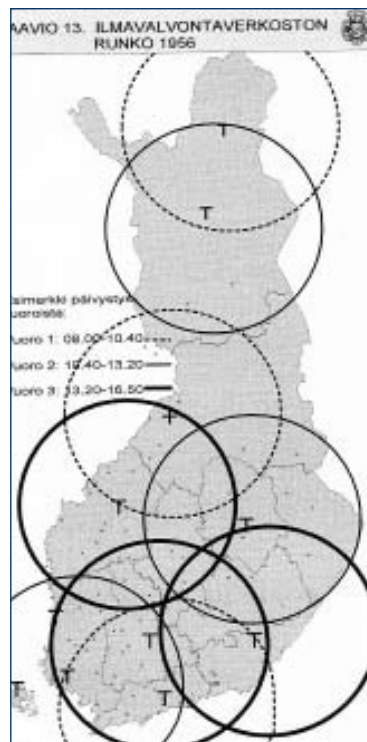 AAVIO 13. ILMAVALVONTAVERKOSTON
RUNKO 1956
simerkki päivystys
uoroista:
uoro 1: 08.00-10.40
uoro 2: 10.40-13.20
uoro 3: 13.20-16.50
T
T
T
T
T
T
T
T
T